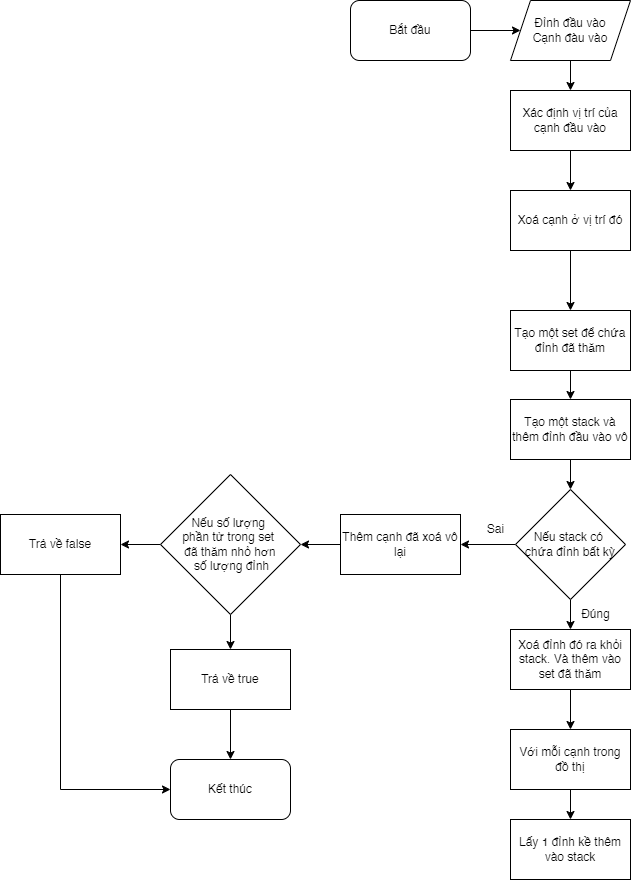 Bắt đầu
Đỉnh đầu vào
Cạnh đàu vào
Xác định vị trí của
cạnh đầu vào
Xoá cạnh ở vị trí đó
Tạo một set để chứa
đỉnh đã thăm
Tạo một stack và
thêm đỉnh đầu vào vô
Nếu stack có
chứa đỉnh bất kỳ
Sai
Thêm cạnh đã xoá vô
lại
Nếu số lượng
phần tử trong set
đã thăm nhỏ hơn
số lượng đỉnh
Trả về false
Đúng
Xoá đỉnh đó ra khỏi
stack. Và thêm vào
set đã thăm
Trả về true
Với mỗi cạnh trong
đồ thị
Kết thúc
Lấy 1 đỉnh kề thêm
vào stack